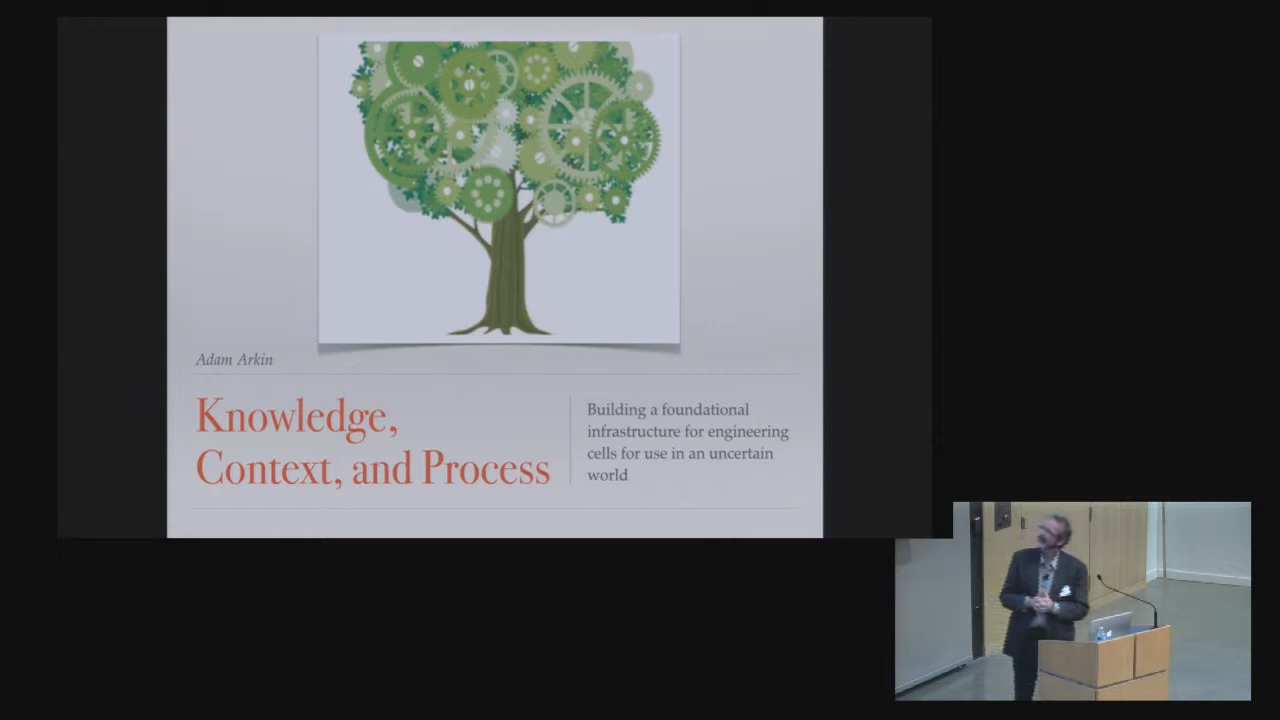 Adam Arkin
Knowledge,
Context, and Process
Building a foundational
infrastructure for engineering
cells for use in an uncertain
world